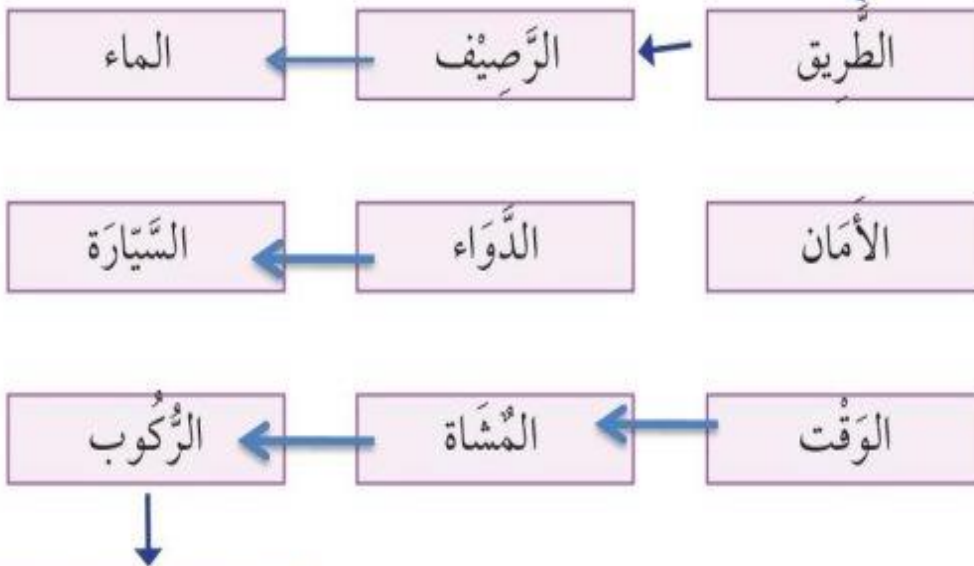 الطَّرِيق الرَّصِيْف الماء
الأَمَان الدَّوَاء السَّيّارَة
الوَقْت المٌشَاة الرُّكُوب